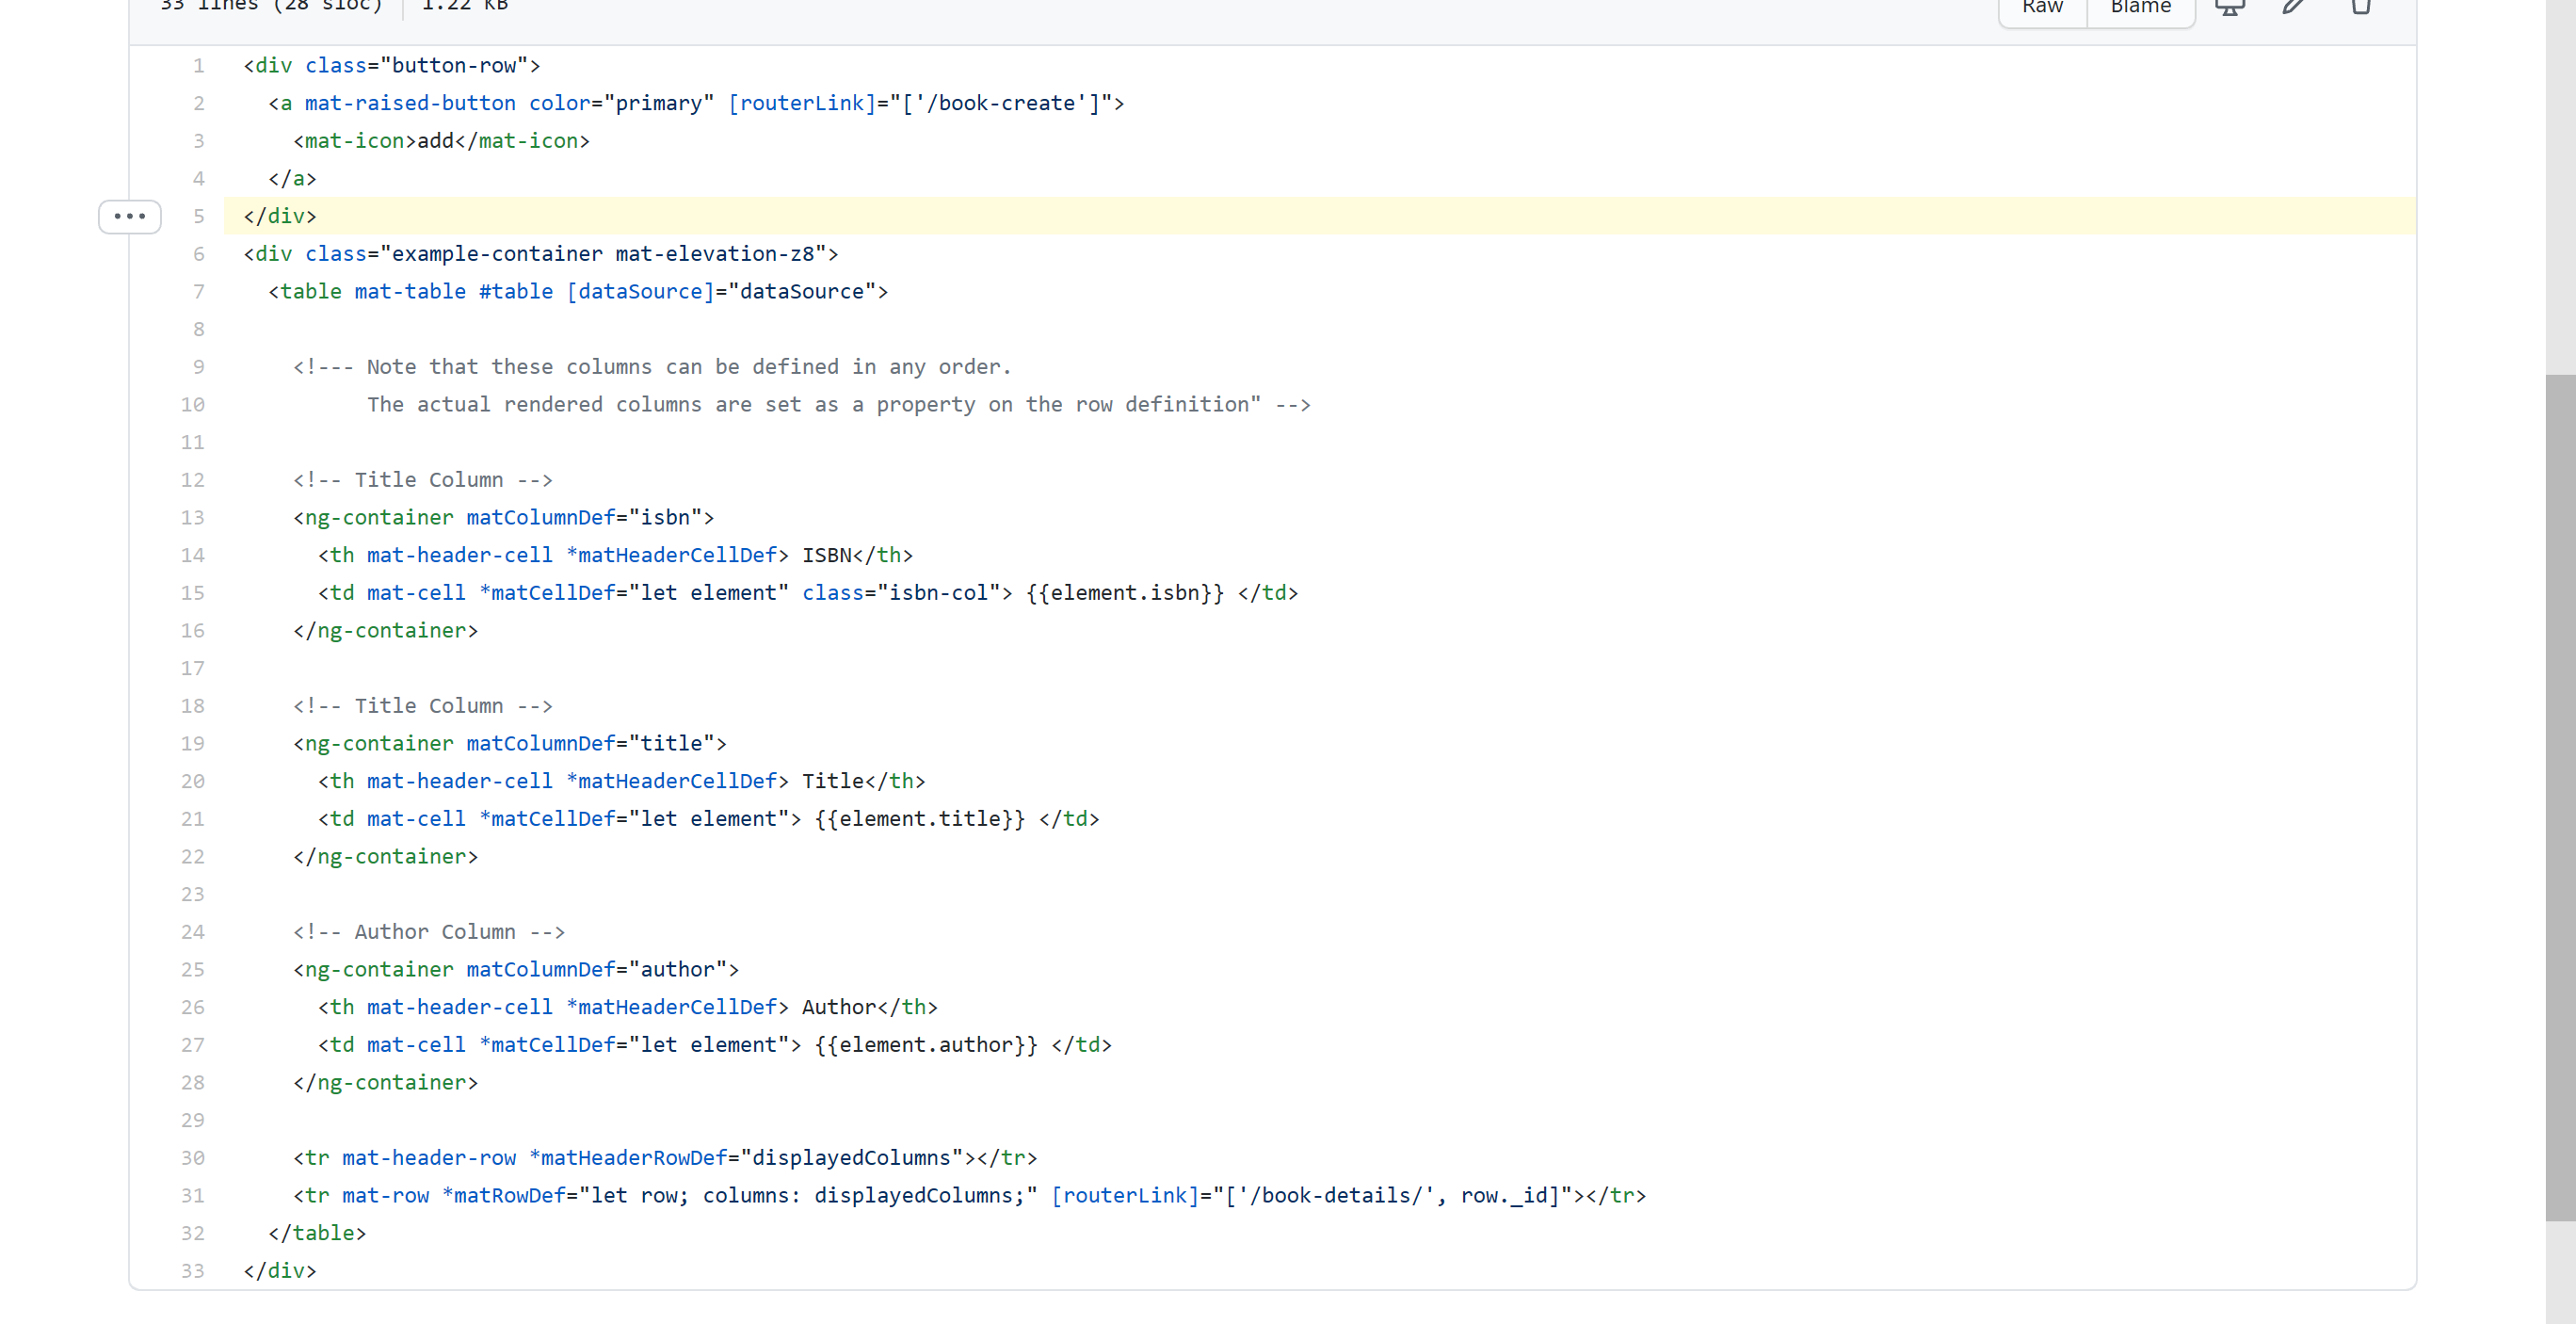 33 lines (28 sloc) 1.22 KB Raw Blame
1 <div class="button-row">
2 <a mat-raised-button color="primary" [routerLink]="['/book-create']">
3 <mat-icon>add</mat-icon>
4 </a>
5 </div>
6 <div class="example-container mat-elevation-z8">
7 <table mat-table #table [dataSource]="dataSource">
8
9 <!--- Note that these columns can be defined in any order.
10 The actual rendered columns are set as a property on the row definition" -->
11
12 <!-- Title Column -->
13 <ng-container matColumnDef="isbn">
14 <th mat-header-cell *matHeaderCellDef> ISBN</th>
15 <td mat-cell *matCellDef="let element" class="isbn-col"> {{element.isbn}} </td>
16 </ng-container>
17
18 <!-- Title Column -->
19 <ng-container matColumnDef="title">
20 <th mat-header-cell *matHeaderCellDef> Title</th>
21 <td mat-cell *matCellDef="let element"> {{element.title}} </td>
22 </ng-container>
23
24 <!-- Author Column -->
25 <ng-container matColumnDef="author">
26 <th mat-header-cell *matHeaderCellDef> Author</th>
27 <td mat-cell *matCellDef="let element"> {{element.author}} </td>
28 </ng-container>
29
30 <tr mat-header-row *matHeaderRowDef="displayedColumns"></tr>
31 <tr mat-row *matRowDef="let row; columns: displayedColumns;" [routerLink]="['/book-details/', row._id]"></tr>
32 </table>
33 </div>